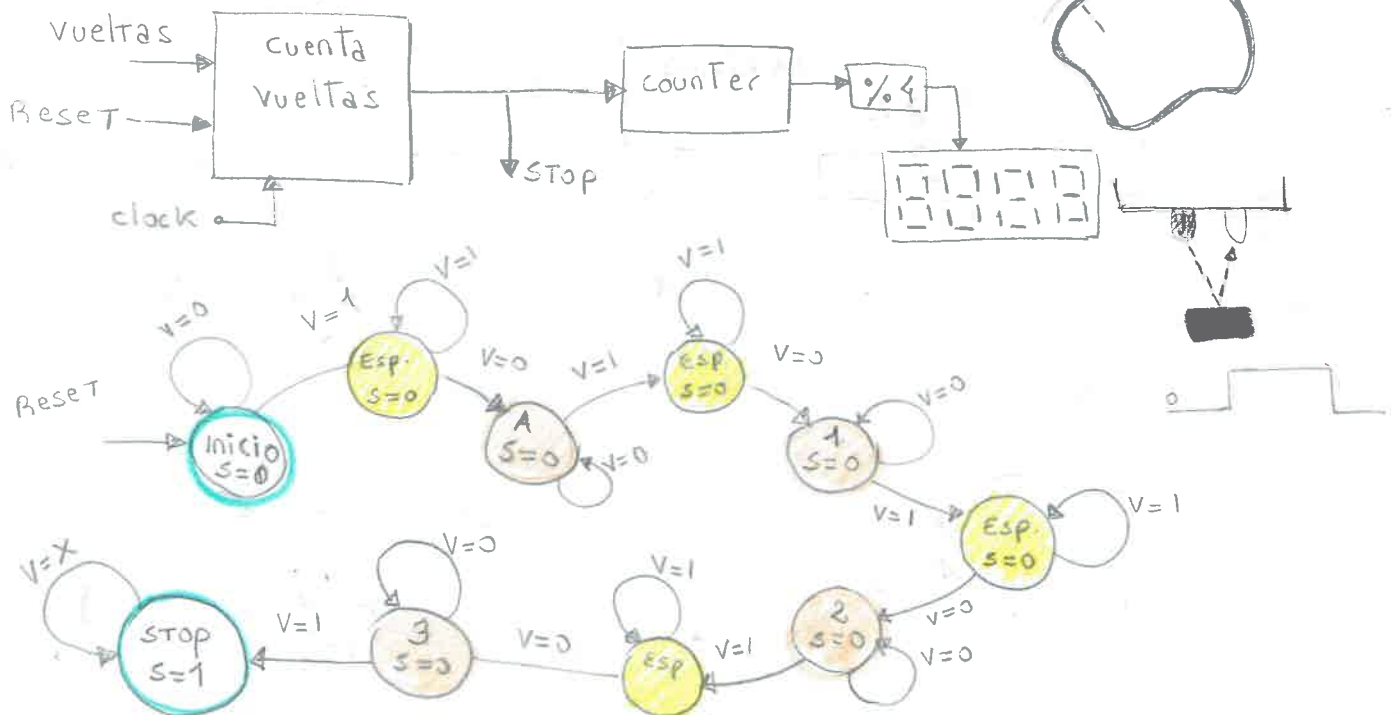 Vueltas
Reset
cuenta
Vueltas
clock
STOP
counter
%4
V=0
V=1
V=1
V=1
Reset
Inicio
S=0
Esp.
S=0
V=0
A
S=0
V=0
V=1
Esp
S=0
V=0
1
S=0
V=0
V=1
Esp.
S=0
V=1
0
V=X
STOP
S=1
V=1
V=0
3
S=0
V=0
V=1
Esp
V=1
2
S=0
V=0
V=0